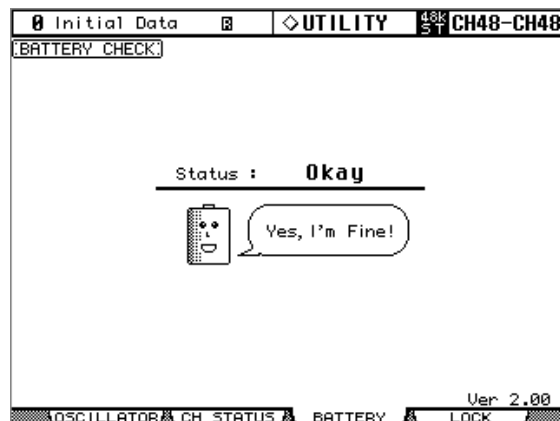 0 Initial Data R ◇UTILITY 48K ST CH48-CH48
BATTERY CHECK
Status : Okay
Yes, I'm Fine!
Ver 2.00
OSCILLATOR CH STATUS BATTERY LOCK